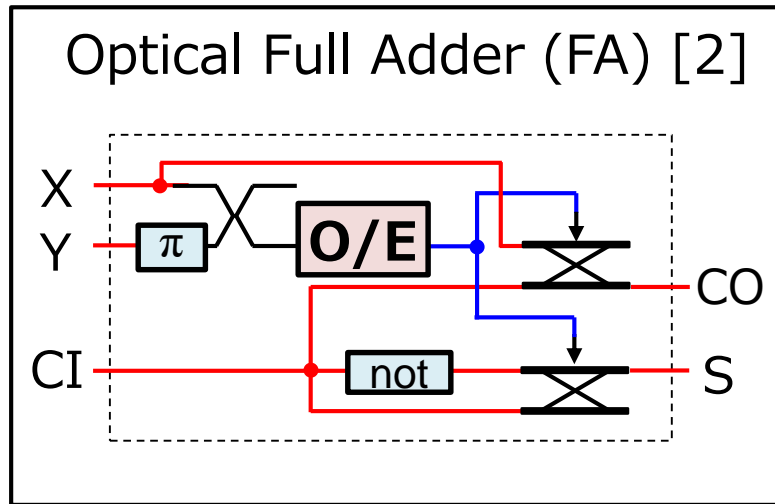 Optical Full Adder (FA) [2]
X
Y
π
O/E
CO
CI
not
S